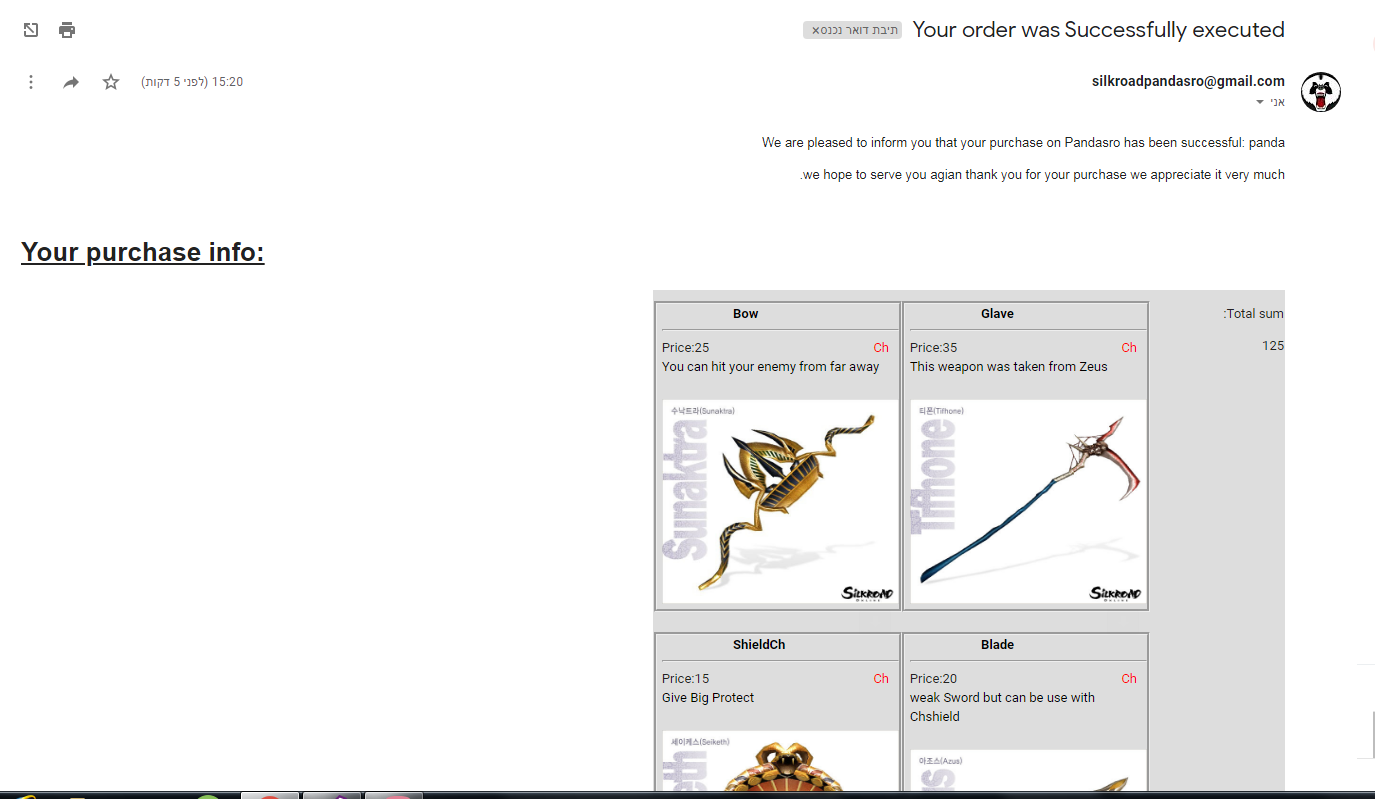 Your order was Successfully executed
תיבת דואר נכנס x
silkroadpandasro@gmail.com
15:20 (לפני 5 דקות)
אני
We are pleased to inform you that your purchase on Pandasro has been successful: panda
.we hope to serve you agian thank you for your purchase we appreciate it very much
Your purchase info:
:Total sum
125
Bow
Price:25 Ch
You can hit your enemy from far away
수낙트라(Sunaktra)
Sunaktra
SILKROAD
ONLINE
Glave
Price:35 Ch
This weapon was taken from Zeus
티폰(Tifhone)
Tifhone
SILKROAD
ONLINE
ShieldCh
Price:15 Ch
Give Big Protect
세이케스(Seiketh)
eth
Blade
Price:20 Ch
weak Sword but can be use with
Chshield
아조스(Azus)